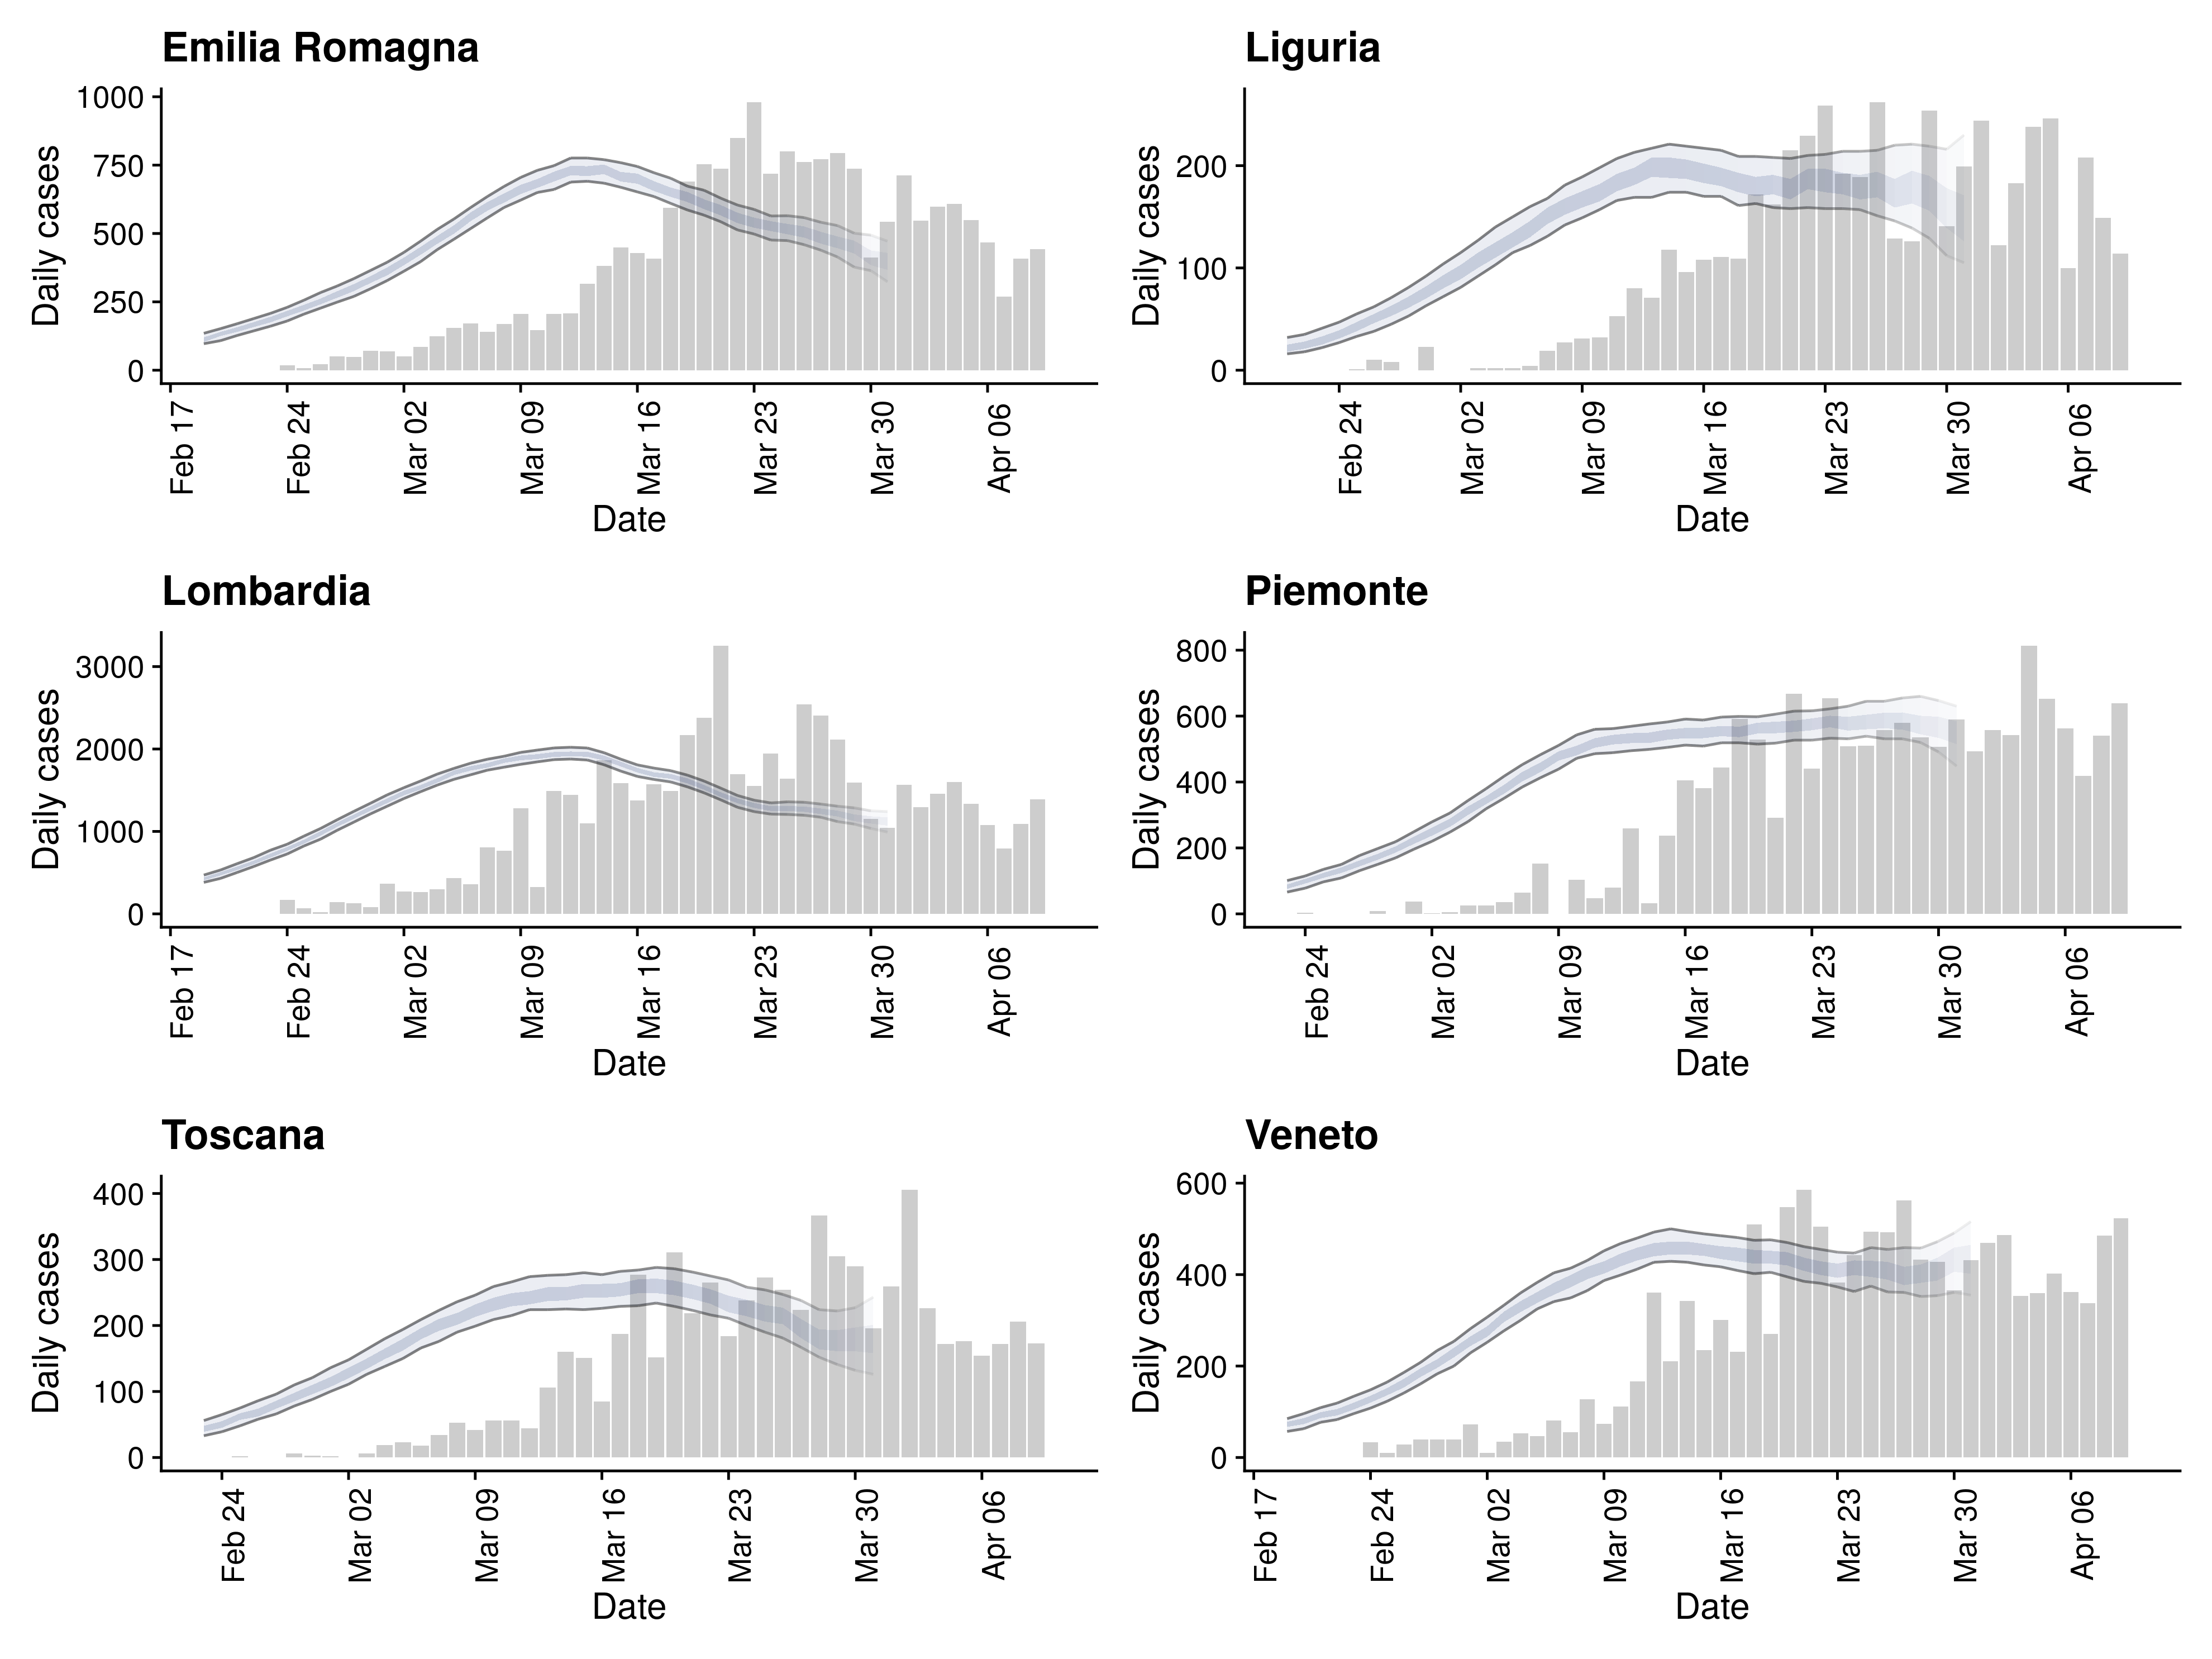 Emilia Romagna
Daily cases
1000
750
500
250
0
Feb 17
Feb 24
Mar 02
Mar 09
Mar 16
Mar 23
Mar 30
Apr 06
Date
Liguria
Daily cases
200
100
0
Feb 24
Mar 02
Mar 09
Mar 16
Mar 23
Mar 30
Apr 06
Date
Lombardia
Daily cases
3000
2000
1000
0
Feb 17
Feb 24
Mar 02
Mar 09
Mar 16
Mar 23
Mar 30
Apr 06
Date
Piemonte
Daily cases
800
600
400
200
0
Feb 24
Mar 02
Mar 09
Mar 16
Mar 23
Mar 30
Apr 06
Date
Toscana
Daily cases
400
300
200
100
0
Feb 24
Mar 02
Mar 09
Mar 16
Mar 23
Mar 30
Apr 06
Date
Veneto
Daily cases
600
400
200
0
Feb 17
Feb 24
Mar 02
Mar 09
Mar 16
Mar 23
Mar 30
Apr 06
Date